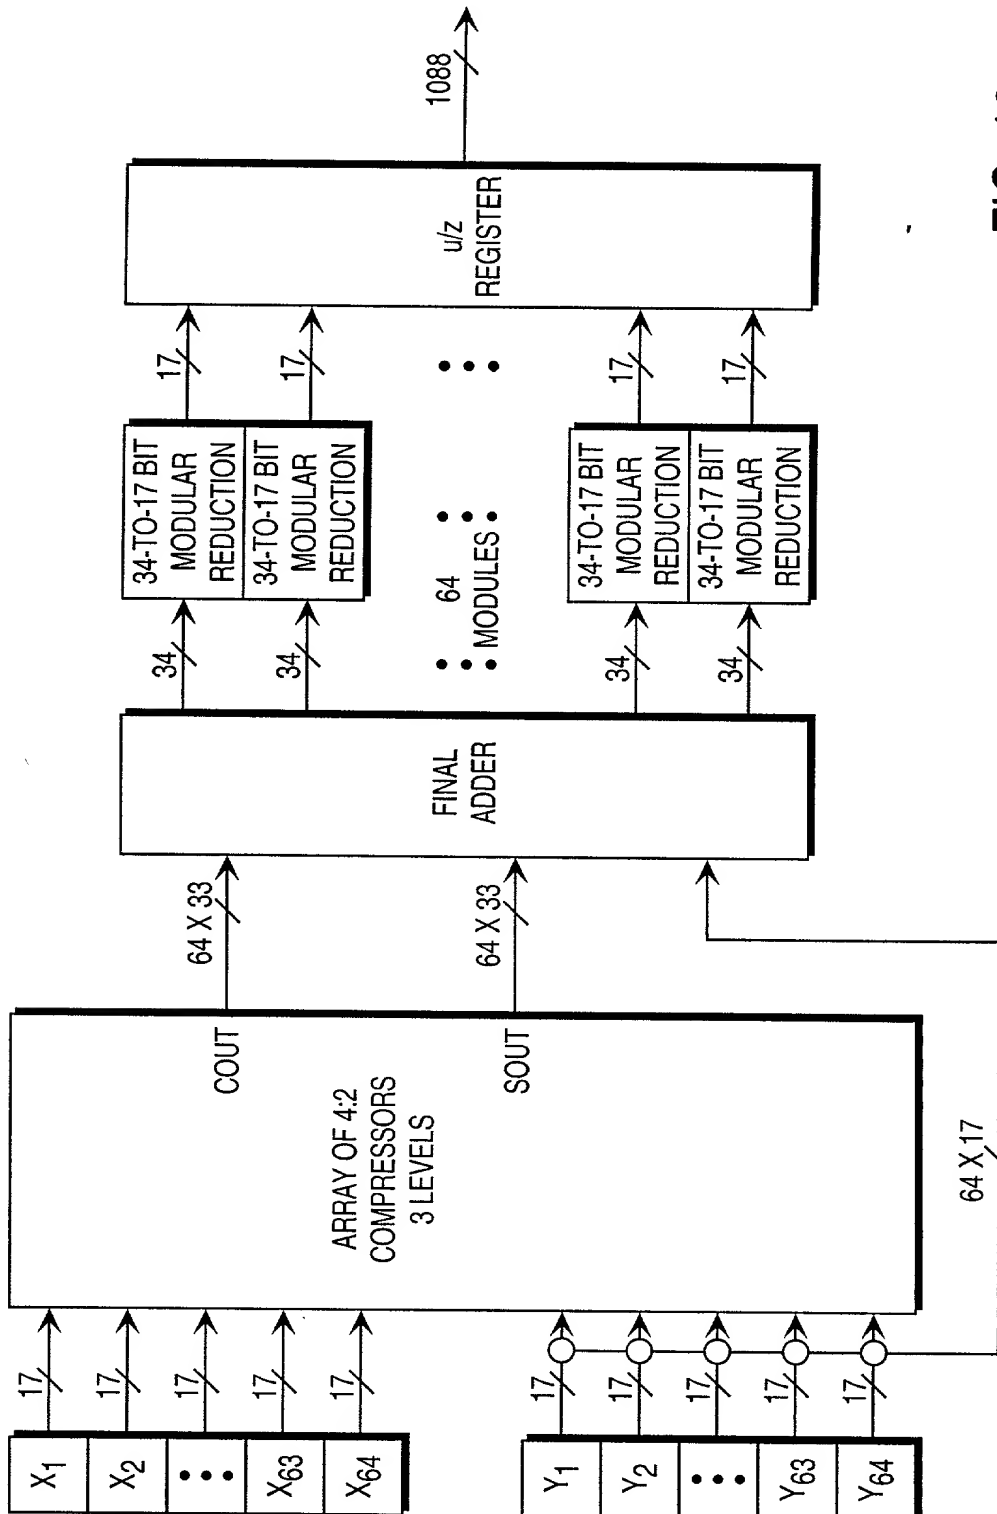 X1
X2
X63
X64
Y1
Y2
Y63
Y64
17
17
17
17
17
17
17
17
17
17
ARRAY OF 4:2
COMPRESSORS
3 LEVELS
COUT
SOUT
64 X 17
64 X 33
64 X 33
FINAL
ADDER
34
34
34
34
34-TO-17 BIT
MODULAR
REDUCTION
34-TO-17 BIT
MODULAR
REDUCTION
64
MODULES
34-TO-17 BIT
MODULAR
REDUCTION
34-TO-17 BIT
MODULAR
REDUCTION
17
17
17
17
u/z
REGISTER
1088